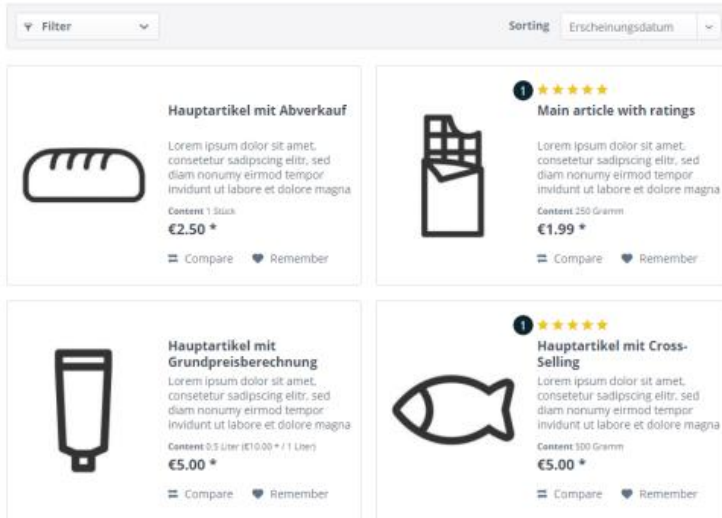 Filter
Sorting Erscheinungsdatum
Hauptartikel mit Abverkauf
Lorem ipsum dolor sit amet,
consetetur sadipscing elitr, sed
diam nonumy eirmod tempor
invidunt ut labore et dolore magna
Content 1 Stück
€2.50 *
Compare Remember
1
Main article with ratings
Lorem ipsum dolor sit amet,
consetetur sadipscing elitr, sed
diam nonumy eirmod tempor
invidunt ut labore et dolore magna
Content 250 Gramm
€1.99 *
Compare Remember
Hauptartikel mit
Grundpreisberechnung
Lorem ipsum dolor sit amet,
consetetur sadipscing elitr, sed
diam nonumy eirmod tempor
invidunt ut labore et dolore magna
Content 0.5 Liter (€10.00 * / 1 Liter)
€5.00 *
Compare Remember
1
Hauptartikel mit Cross-
Selling
Lorem ipsum dolor sit amet,
consetetur sadipscing elitr, sed
diam nonumy eirmod tempor
invidunt ut labore et dolore magna
Content 500 Gramm
€5.00 *
Compare Remember